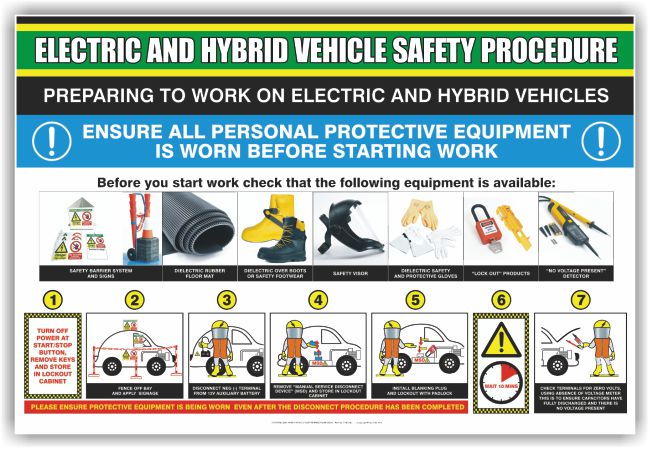 ELECTRIC AND HYBRID VEHICLE SAFETY PROCEDURE
PREPARING TO WORK ON ELECTRIC AND HYBRID VEHICLES
ENSURE ALL PERSONAL PROTECTIVE EQUIPMENT
IS WORN BEFORE STARTING WORK
Before you start work check that the following equipment is available:
SAFETY BARRIER SYSTEM
AND SIGNS
DIELECTRIC RUBBER
FLOOR MAT
DIELECTRIC OVER BOOTS
OR SAFETY FOOTWEAR
SAFETY VISOR
DIELECTRIC SAFETY
AND PROTECTIVE GLOVES
"LOCK OUT" PRODUCTS
"NO VOLTAGE PRESENT"
DETECTOR
1
TURN OFF
POWER AT
START/STOP
BUTTON,
REMOVE KEYS
AND STORE
IN LOCKOUT
CABINET
2
FENCE OFF BAY
AND APPLY SIGNAGE
3
DISCONNECT NEG (-) TERMINAL
FROM 12V AUXILIARY BATTERY
4
MSD
REMOVE "MANUAL SERVICE DISCONNECT
DEVICE" (MSD) AND STORE IN LOCKOUT
CABINET
5
MSD
INSTALL BLANKING PLUG
AND LOCKOUT WITH PADLOCK
6
WAIT 10 MINS
7
CHECK TERMINALS FOR ZERO VOLTS,
USING ABSENCE OF VOLTAGE METER
THIS IS TO ENSURE CAPACITORS HAVE
FULLY DISCHARGED AND THERE IS
NO VOLTAGE PRESENT
PLEASE ENSURE PROTECTIVE EQUIPMENT IS BEING WORN EVEN AFTER THE DISCONNECT PROCEDURE HAS BEEN COMPLETED